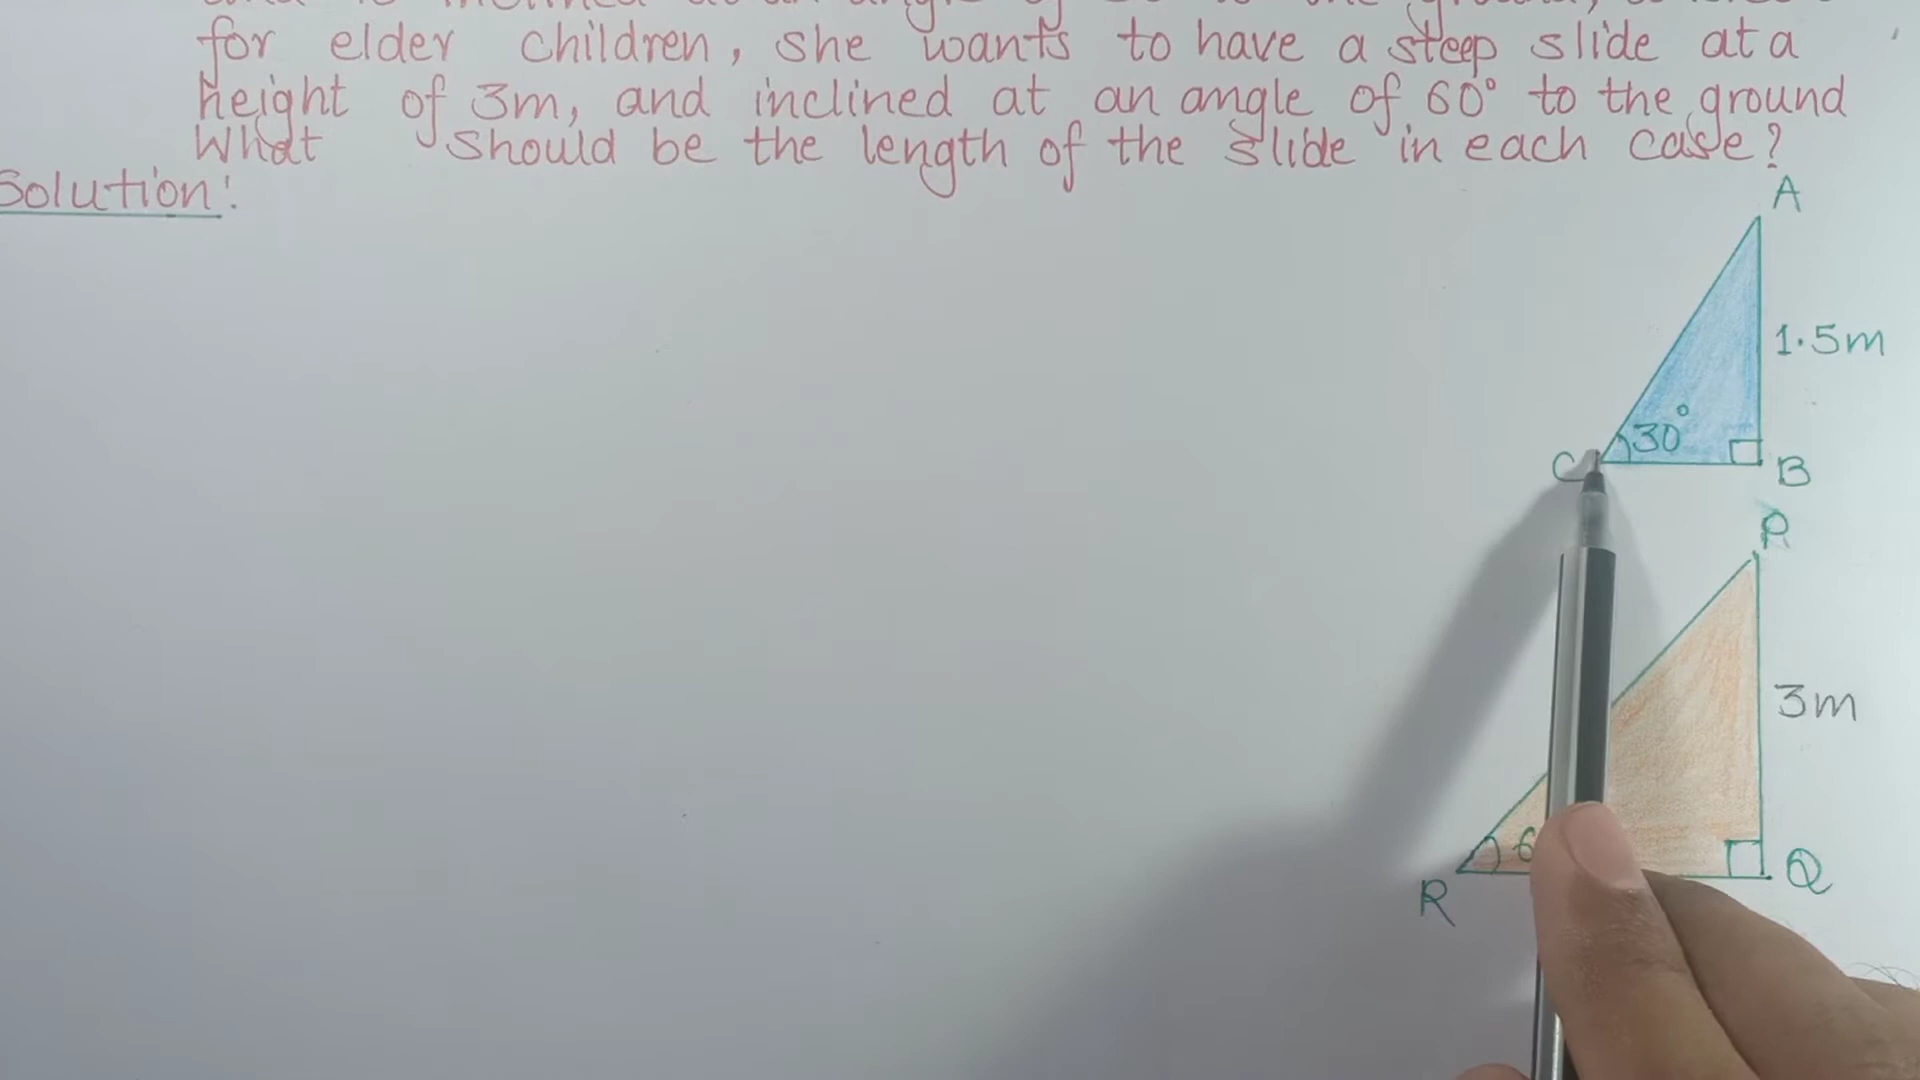 for elder children, she wants to have a steep slide at a
height of 3m, and inclined at an angle of 60° to the ground
What should be the length of the slide in each case?
Solution:
A
1.5m
30°
C
B
P
3m
R
Q